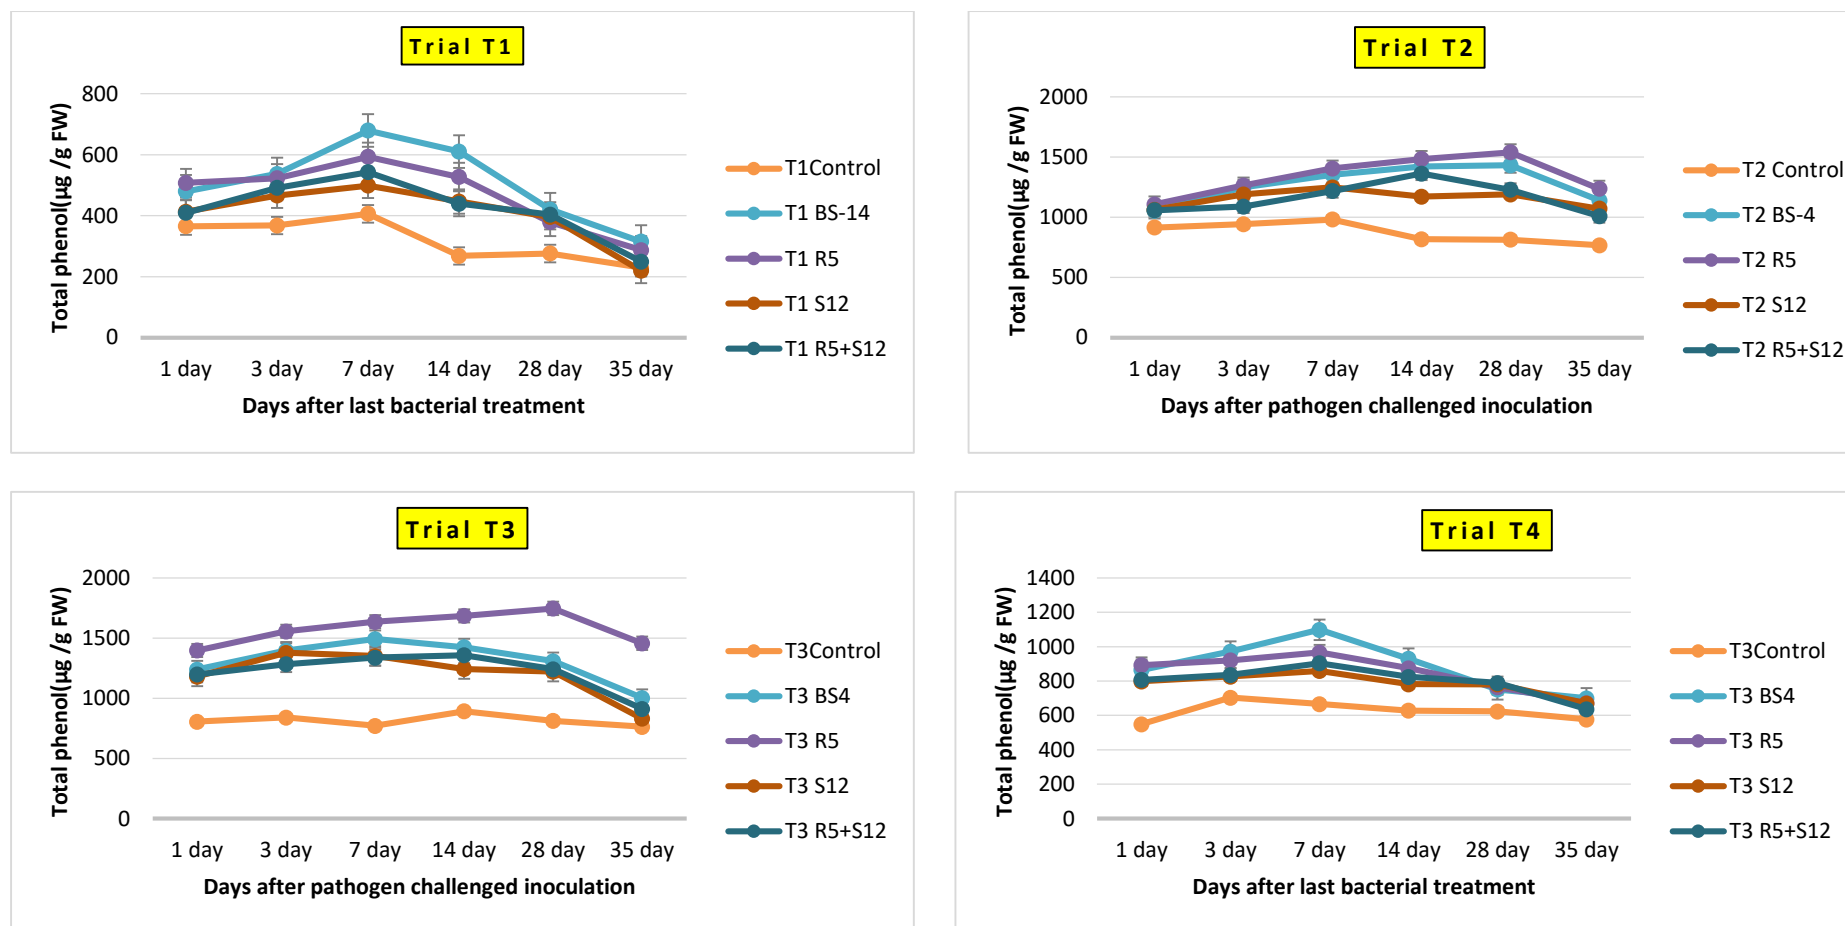 Trial T1
Total phenol(µg /g FW)
800
600
400
200
0
1 day 3 day 7 day 14 day 28 day 35 day
Days after last bacterial treatment
T1Control
T1 BS-14
T1 R5
T1 S12
T1 R5+S12
Trial T2
Total phenol(µg /g FW)
2000
1500
1000
500
0
1 day 3 day 7 day 14 day 28 day 35 day
Days after pathogen challenged inoculation
T2 Control
T2 BS-4
T2 R5
T2 S12
T2 R5+S12
Trial T3
Total phenol(µg /g FW)
2000
1500
1000
500
0
1 day 3 day 7 day 14 day 28 day 35 day
Days after pathogen challenged inoculation
T3Control
T3 BS4
T3 R5
T3 S12
T3 R5+S12
Trial T4
Total phenol(µg /g FW)
1400
1200
1000
800
600
400
200
0
1 day 3 day 7 day 14 day 28 day 35 day
Days after last bacterial treatment
T3Control
T3 BS4
T3 R5
T3 S12
T3 R5+S12